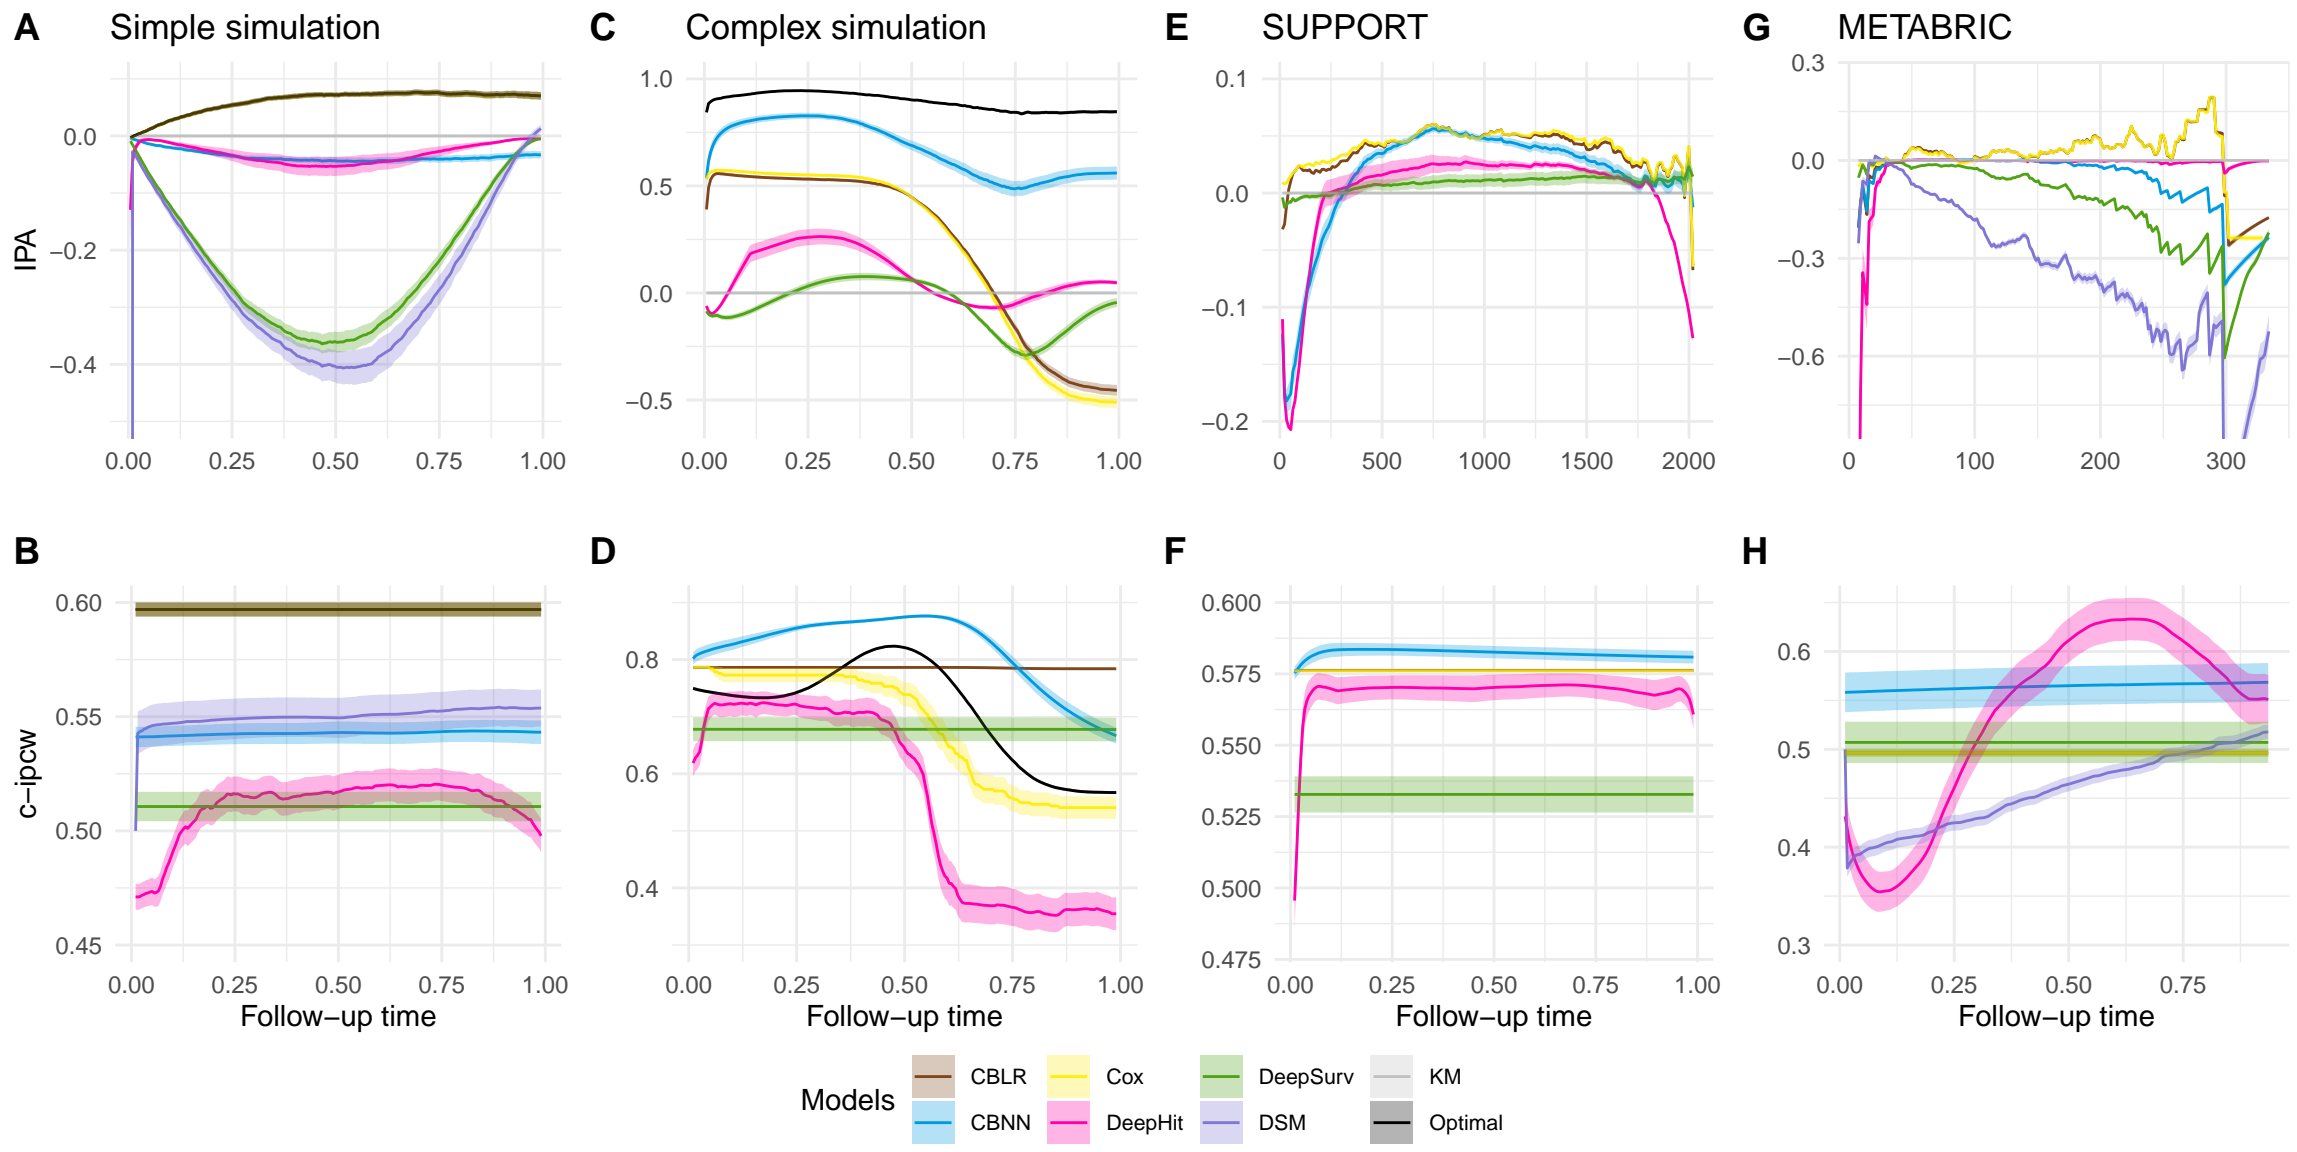 A Simple simulation
C Complex simulation
E SUPPORT
G METABRIC
IPA
0.0
−0.2
−0.4
0.00 0.25 0.50 0.75 1.00
1.0
0.5
0.0
−0.5
0.00 0.25 0.50 0.75 1.00
0.1
0.0
−0.1
−0.2
0 500 1000 1500 2000
0.3
0.0
−0.3
−0.6
0 100 200 300
B
c−ipcw
0.60
0.55
0.50
0.45
0.00 0.25 0.50 0.75 1.00
Follow−up time
D
0.8
0.6
0.4
0.00 0.25 0.50 0.75 1.00
Follow−up time
F
0.600
0.575
0.550
0.525
0.500
0.475
0.00 0.25 0.50 0.75 1.00
Follow−up time
H
0.6
0.5
0.4
0.3
0.00 0.25 0.50 0.75
Follow−up time
Models
CBLR Cox DeepSurv KM
CBNN DeepHit DSM Optimal